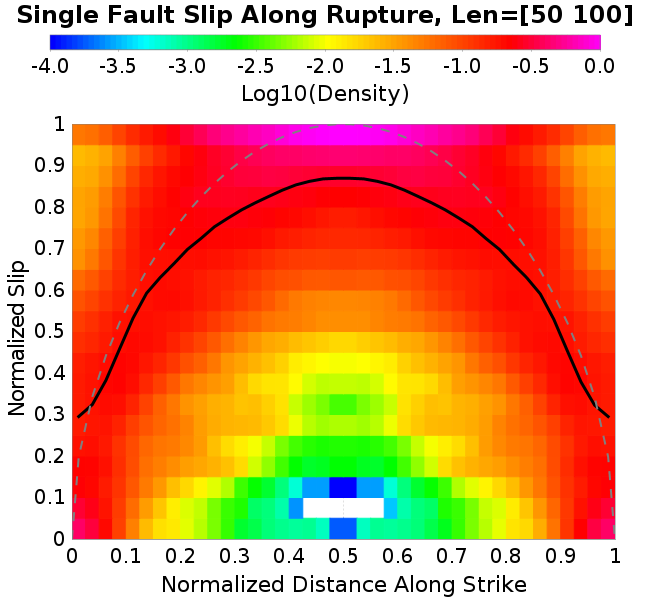 Single Fault Slip Along Rupture, Len=[50 100]
-4.0 -3.5 -3.0 -2.5 -2.0 -1.5 -1.0 -0.5 0.0
Log10(Density)
Normalized Slip
1
0.9
0.8
0.7
0.6
0.5
0.4
0.3
0.2
0.1
0
0 0.1 0.2 0.3 0.4 0.5 0.6 0.7 0.8 0.9 1
Normalized Distance Along Strike